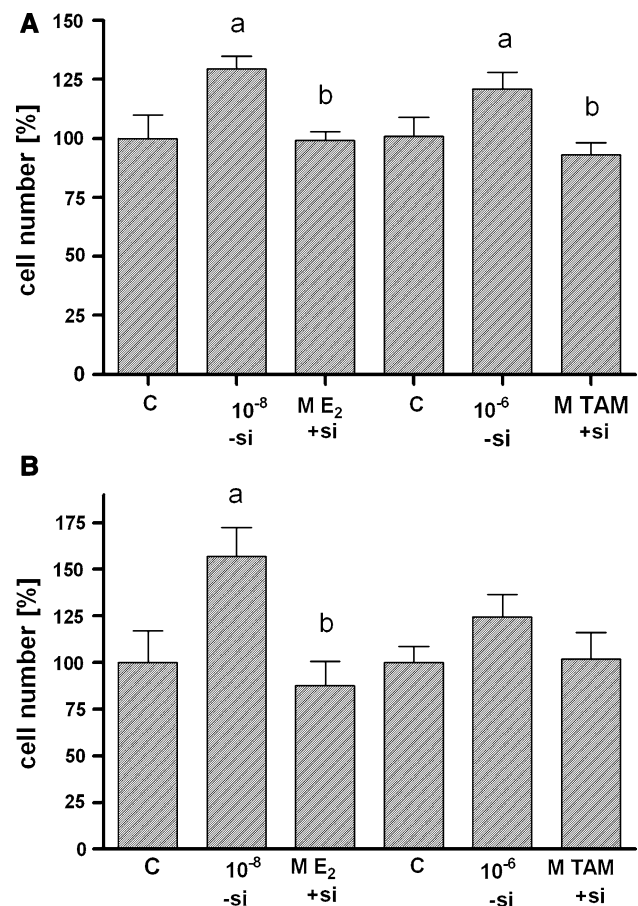 A
cell number [%]
150
125
100
75
50
25
0
a
b
a
b
C
10⁻⁸
-si
M E₂
+si
C
10⁻⁶
-si
M TAM
+si
B
cell number [%]
175
150
125
100
75
50
25
0
a
b
C
10⁻⁸
-si
M E₂
+si
C
10⁻⁶
-si
M TAM
+si